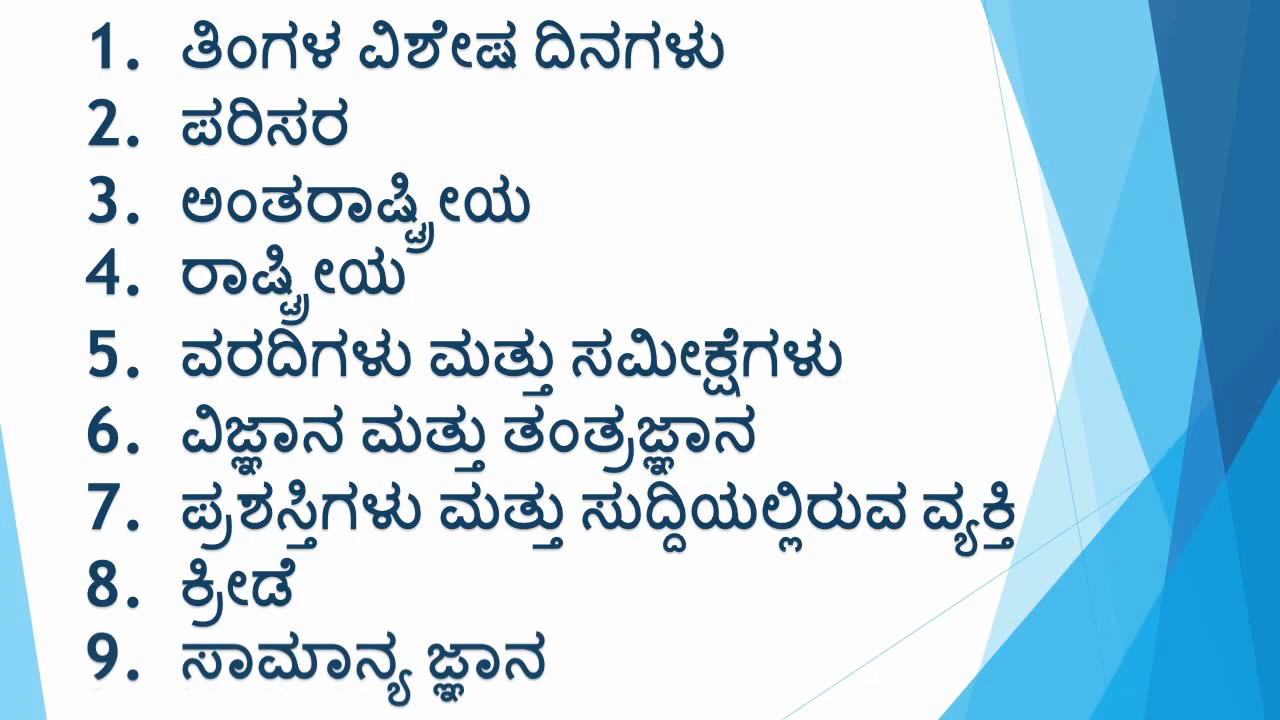 1. ತಿಂಗಳ ವಿಶೇಷ ದಿನಗಳು
2. ಪರಿಸರ
3. ಅಂತರಾಷ್ಟ್ರೀಯ
4. ರಾಷ್ಟ್ರೀಯ
5. ವರದಿಗಳು ಮತ್ತು ಸಮೀಕ್ಷೆಗಳು
6. ವಿಜ್ಞಾನ ಮತ್ತು ತಂತ್ರಜ್ಞಾನ
7. ಪ್ರಶಸ್ತಿಗಳು ಮತ್ತು ಸುದ್ದಿಯಲ್ಲಿರುವ ವ್ಯಕ್ತಿ
8. ಕ್ರೀಡೆ
9. ಸಾಮಾನ್ಯ ಜ್ಞಾನ